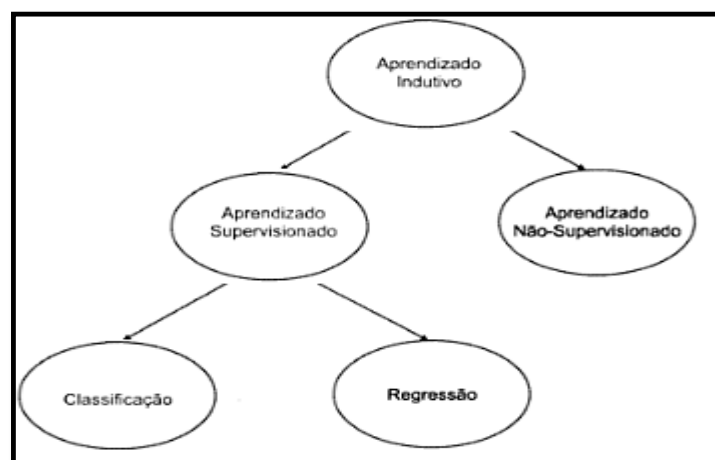 Aprendizado
Indutivo
Aprendizado
Supervisionado
Aprendizado
Não-Supervisionado
Classificação
Regressão